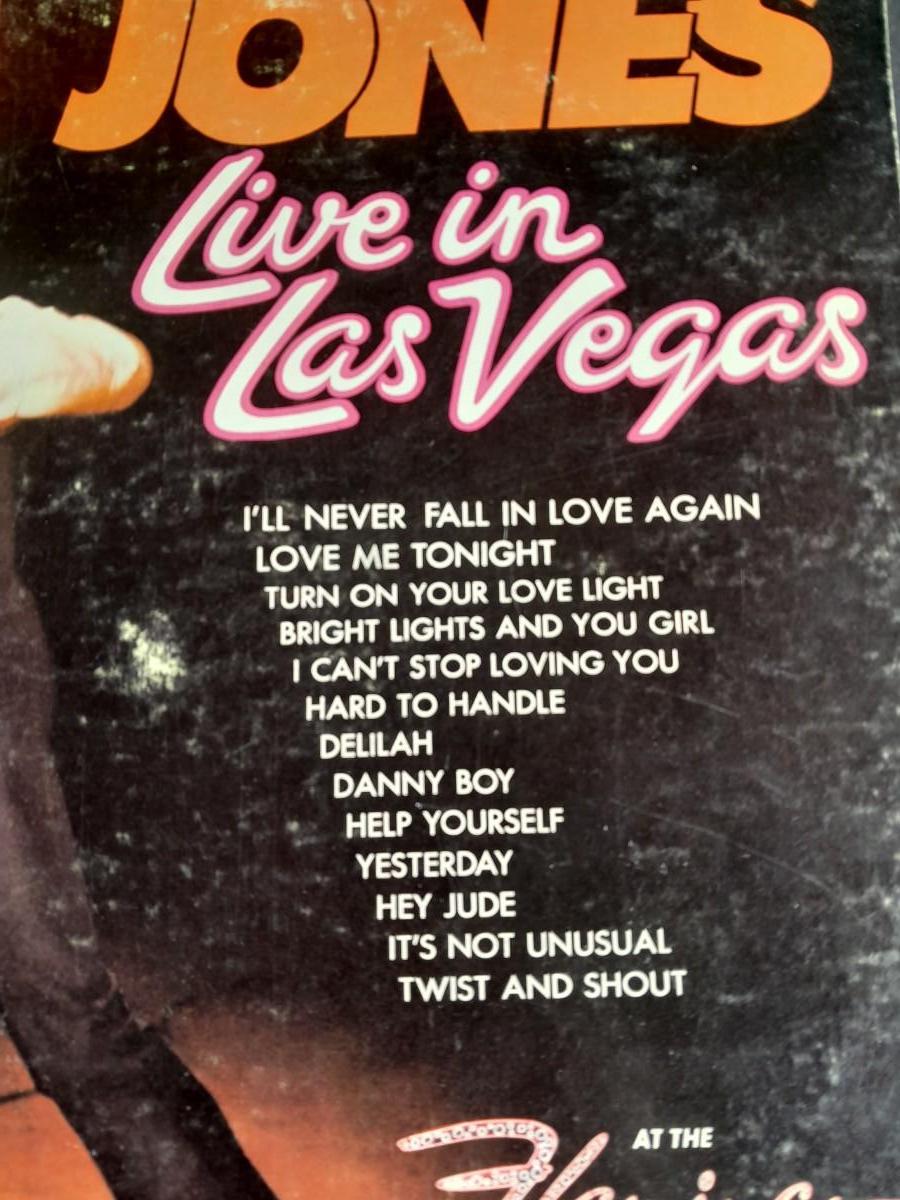 JONES
Live in
Las Vegas
I'LL NEVER FALL IN LOVE AGAIN
LOVE ME TONIGHT
TURN ON YOUR LOVE LIGHT
BRIGHT LIGHTS AND YOU GIRL
I CAN'T STOP LOVING YOU
HARD TO HANDLE
DELILAH
DANNY BOY
HELP YOURSELF
YESTERDAY
HEY JUDE
IT'S NOT UNUSUAL
TWIST AND SHOUT
AT THE